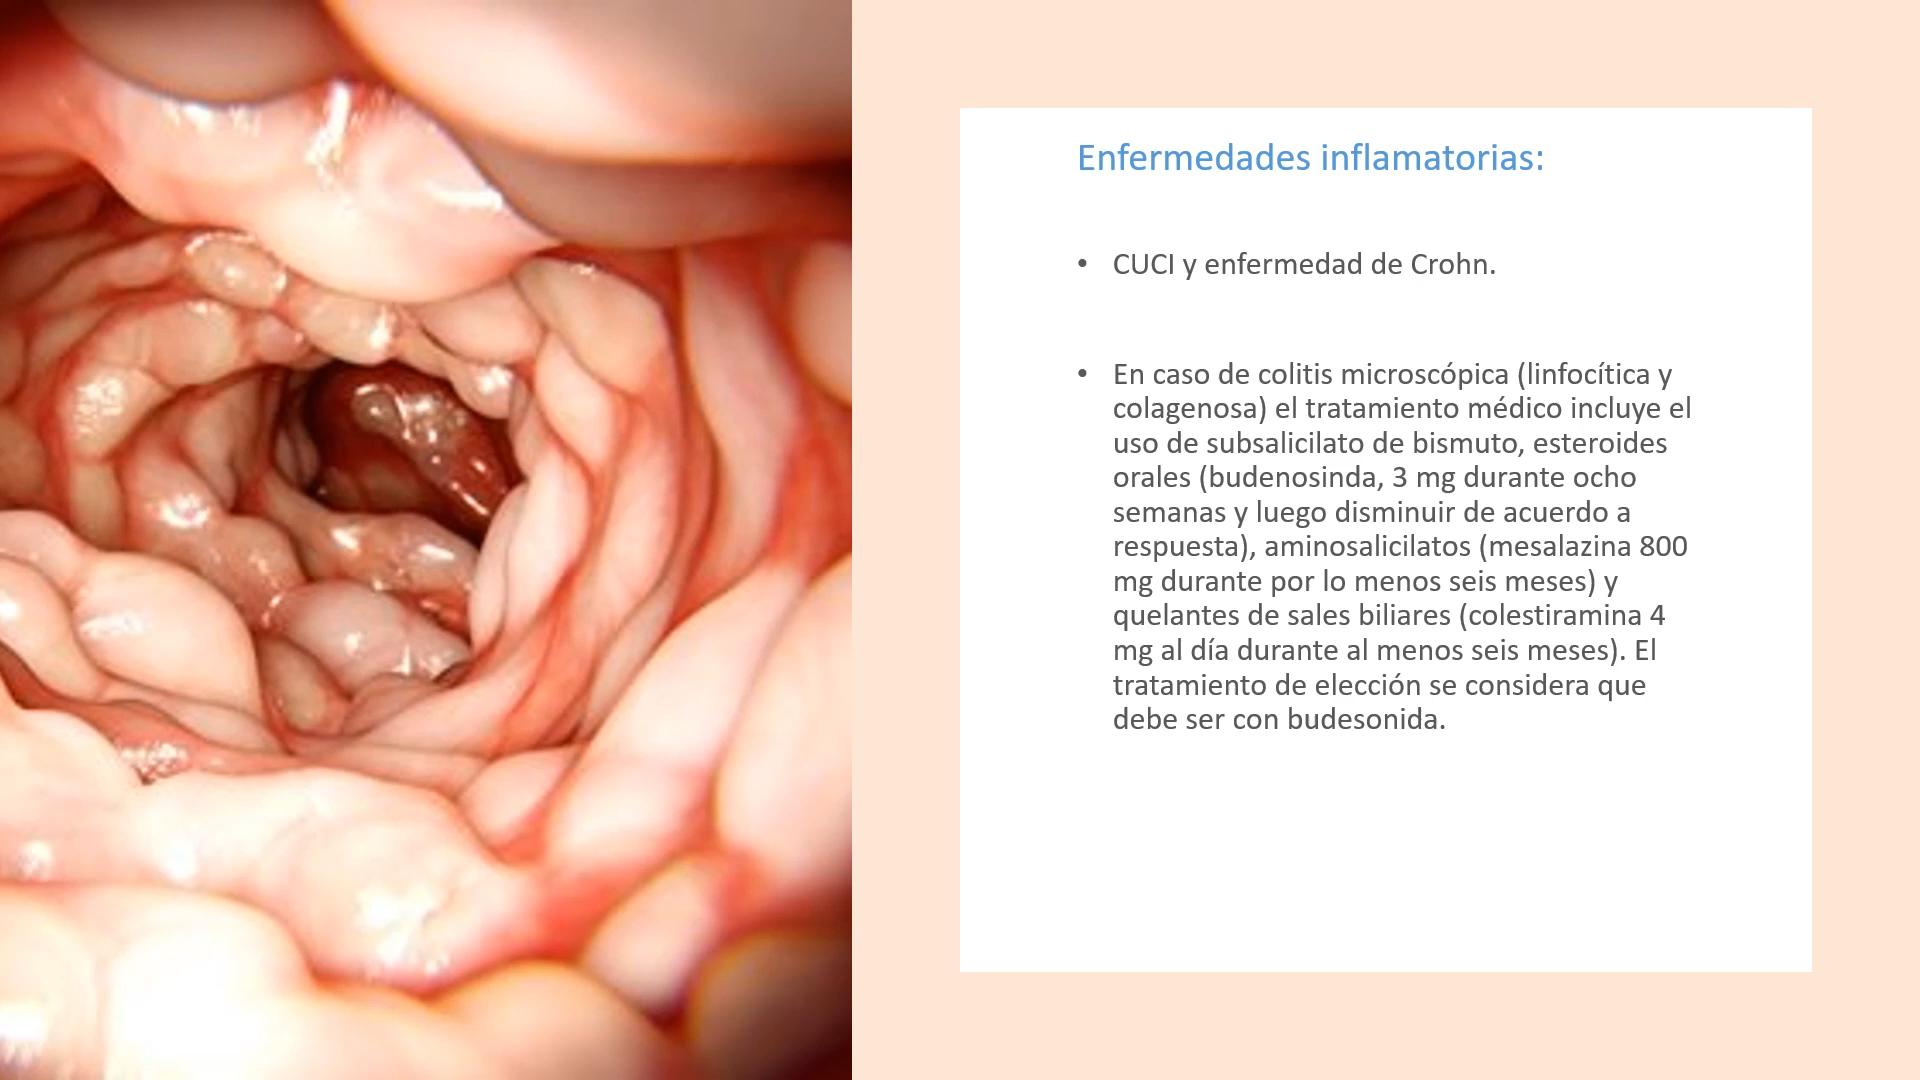 Enfermedades inflamatorias:
• CUCI y enfermedad de Crohn.
• En caso de colitis microscópica (linfocítica y
colagenosa) el tratamiento médico incluye el
uso de subsalicilato de bismuto, esteroides
orales (budenosinda, 3 mg durante ocho
semanas y luego disminuir de acuerdo a
respuesta), aminosalicilatos (mesalazina 800
mg durante por lo menos seis meses) y
quelantes de sales biliares (colestiramina 4
mg al día durante al menos seis meses). El
tratamiento de elección se considera que
debe ser con budesonida.